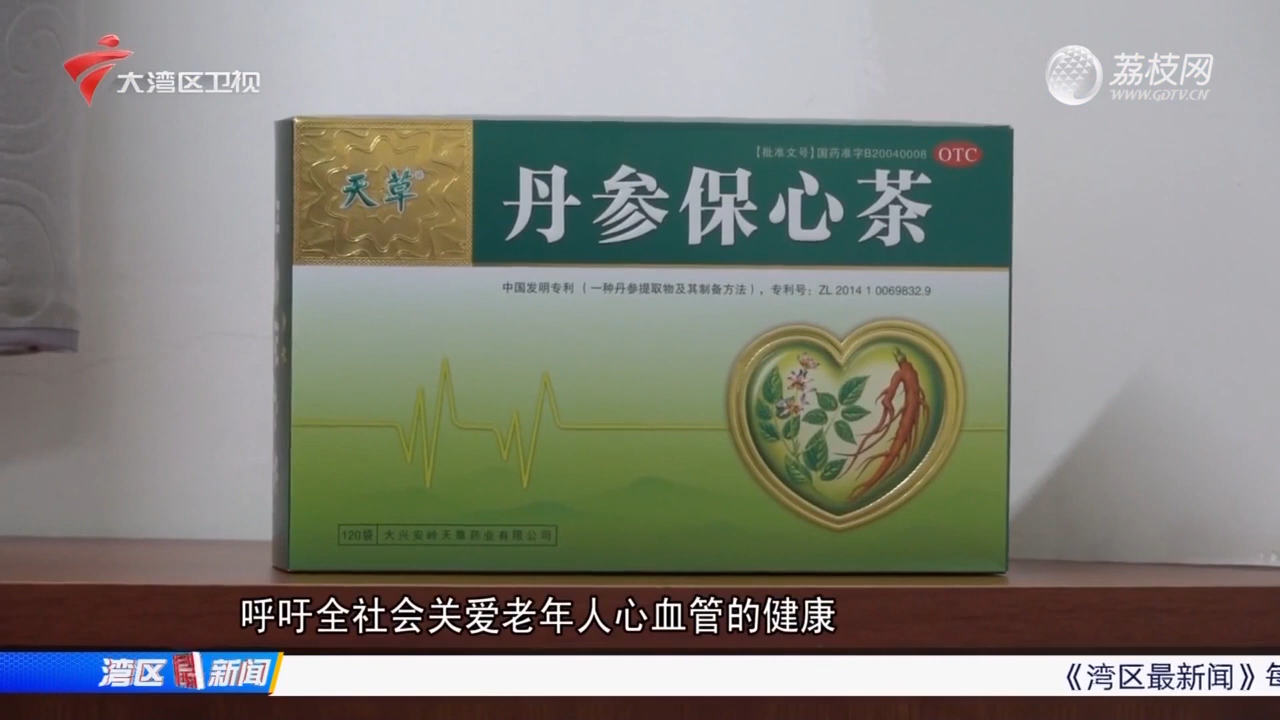 大湾区卫视
荔枝网
WWW.GDTV.CN
【批准文号】国药准字B20040008 OTC
天草
丹参保心茶
中国发明专利（一种丹参提取物及其制备方法），专利号：ZL 2014 1 0069832.9
120袋 大兴安岭天草药业有限公司
呼吁全社会关爱老年人心血管的健康
湾区 新闻
《湾区最新闻》每